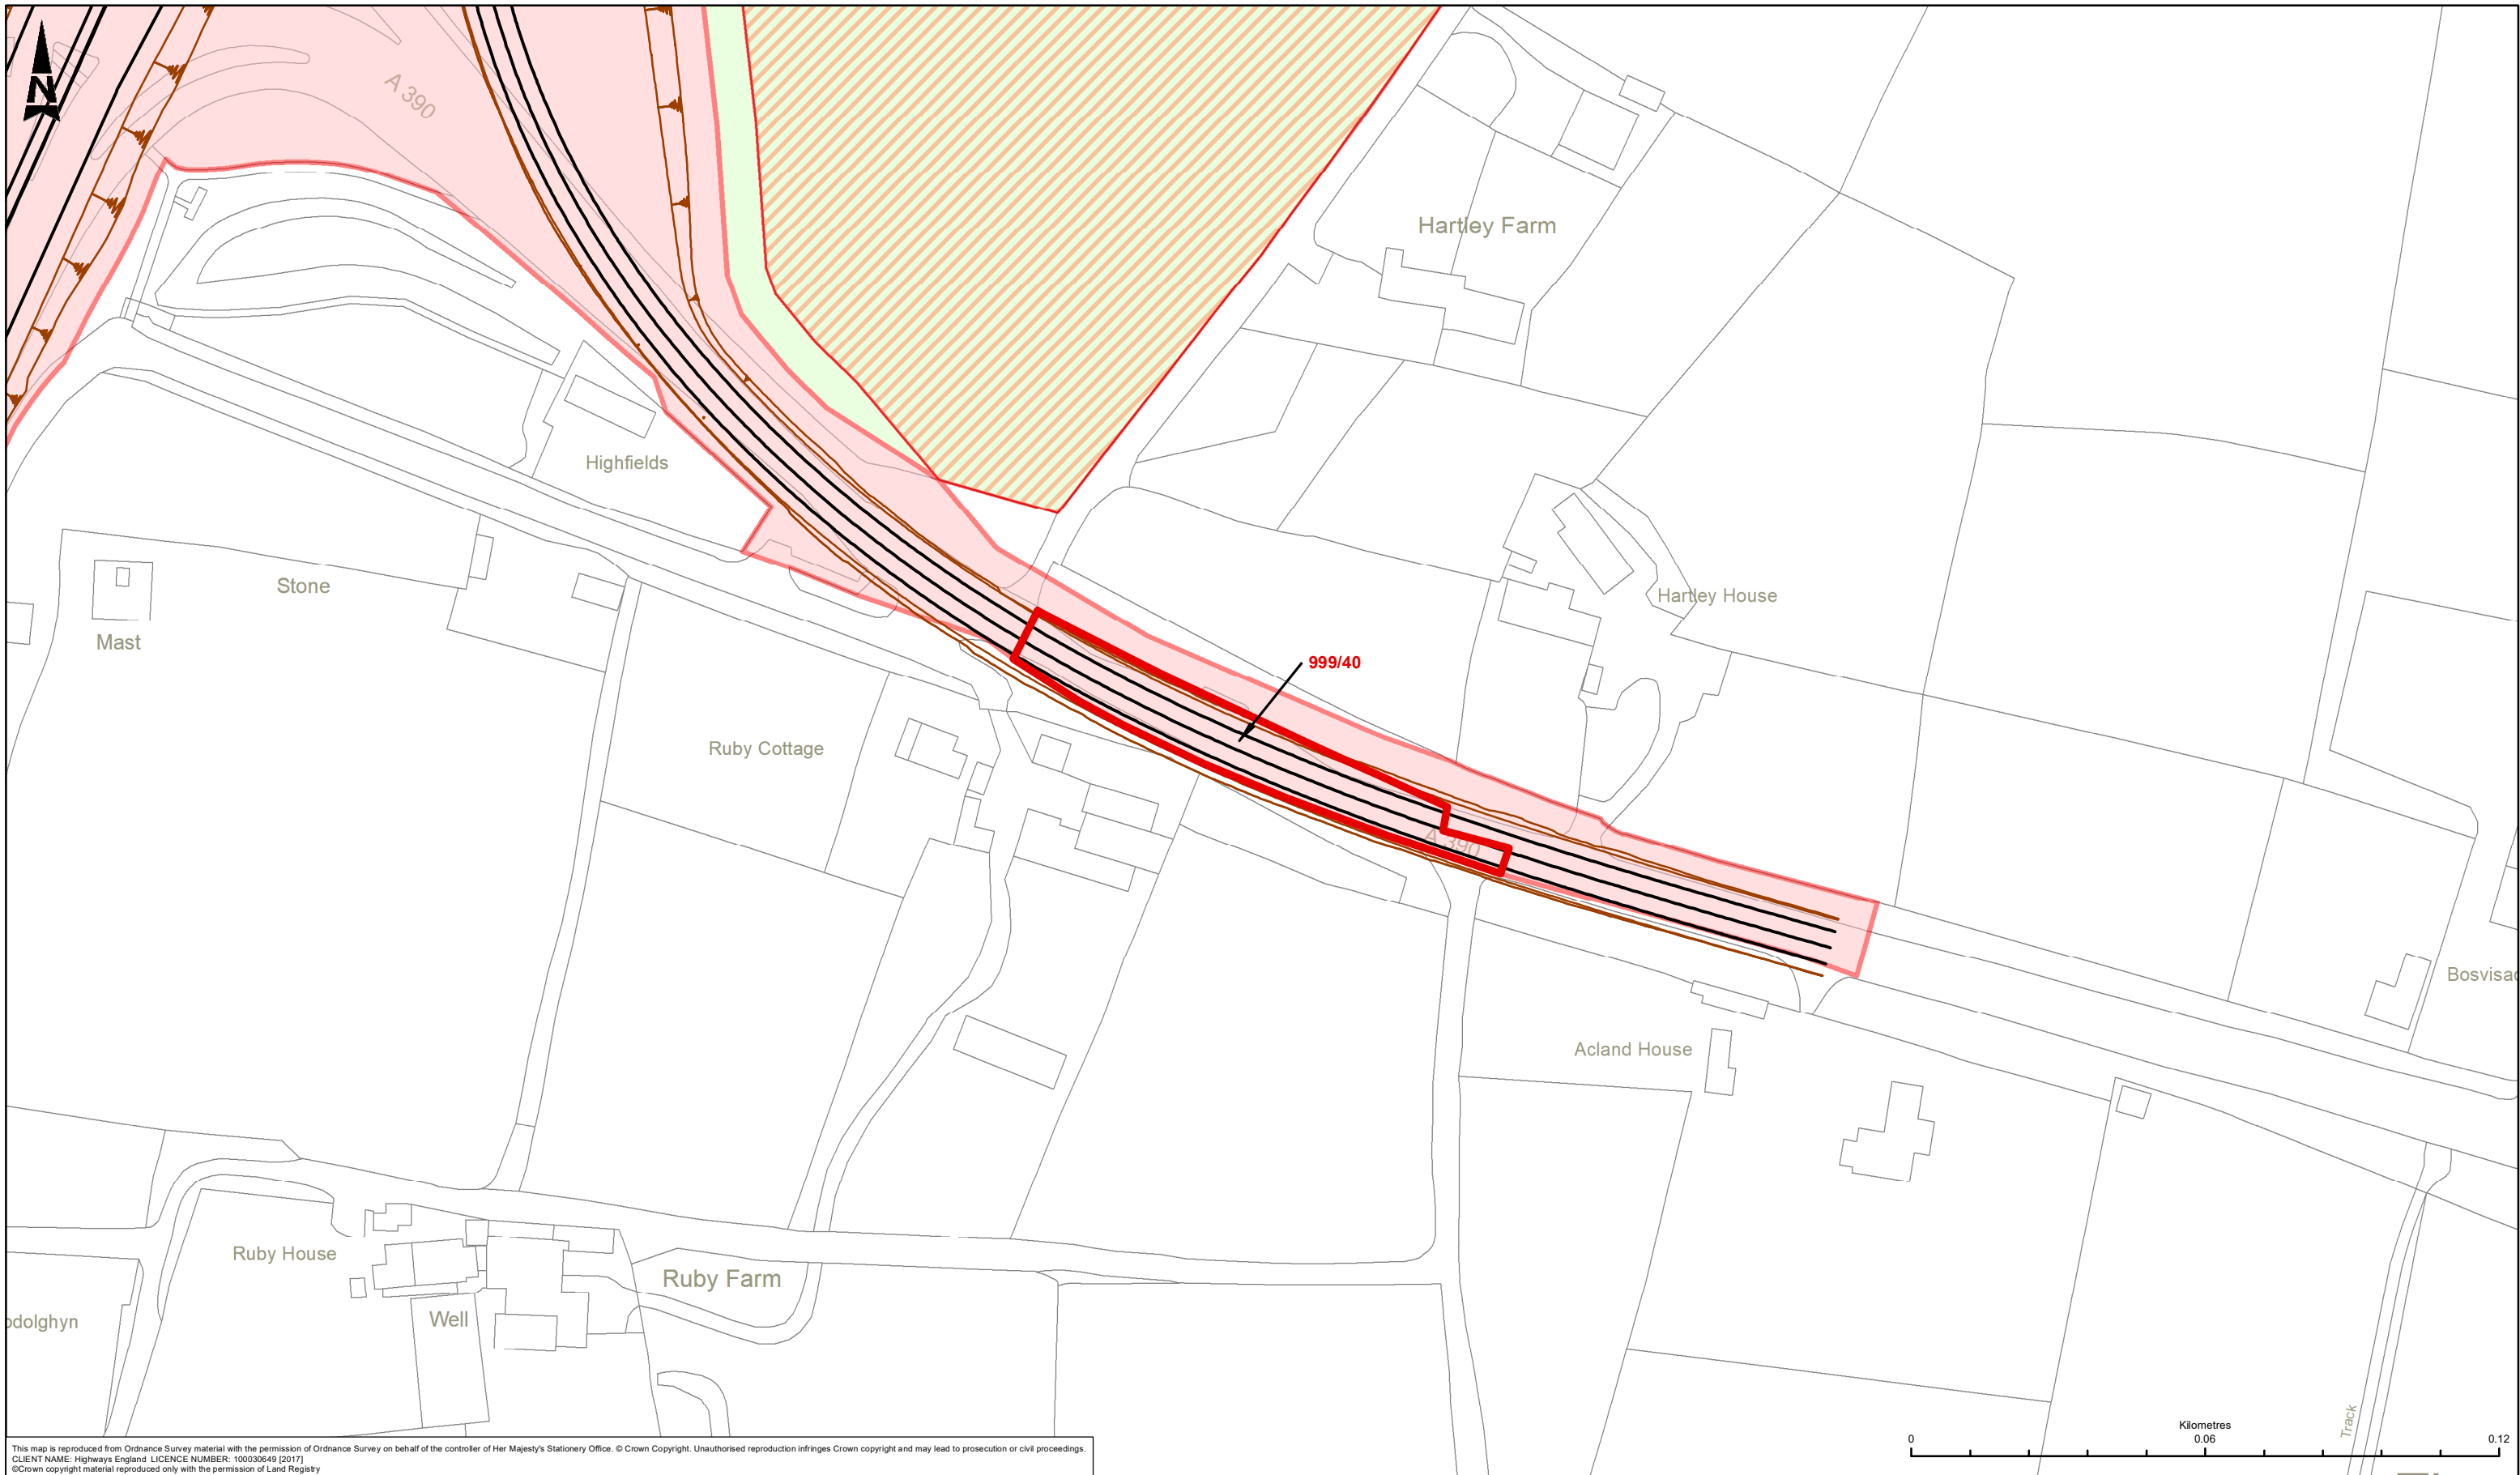 N
A 390
Hartley Farm
Highfields
Stone
Hartley House
Mast
999/40
Ruby Cottage
A 390
Acland House
Ruby House
Ruby Farm
Well
Track
Kilometres
0 0.06 0.12
This map is reproduced from Ordnance Survey material with the permission of Ordnance Survey on behalf of the controller of Her Majesty's Stationery Office. © Crown Copyright. Unauthorised reproduction infringes Crown copyright and may lead to prosecution or civil proceedings.
CLIENT NAME: Highways England LICENCE NUMBER: 100030649 [2017]
©Crown copyright material reproduced only with the permission of Land Registry